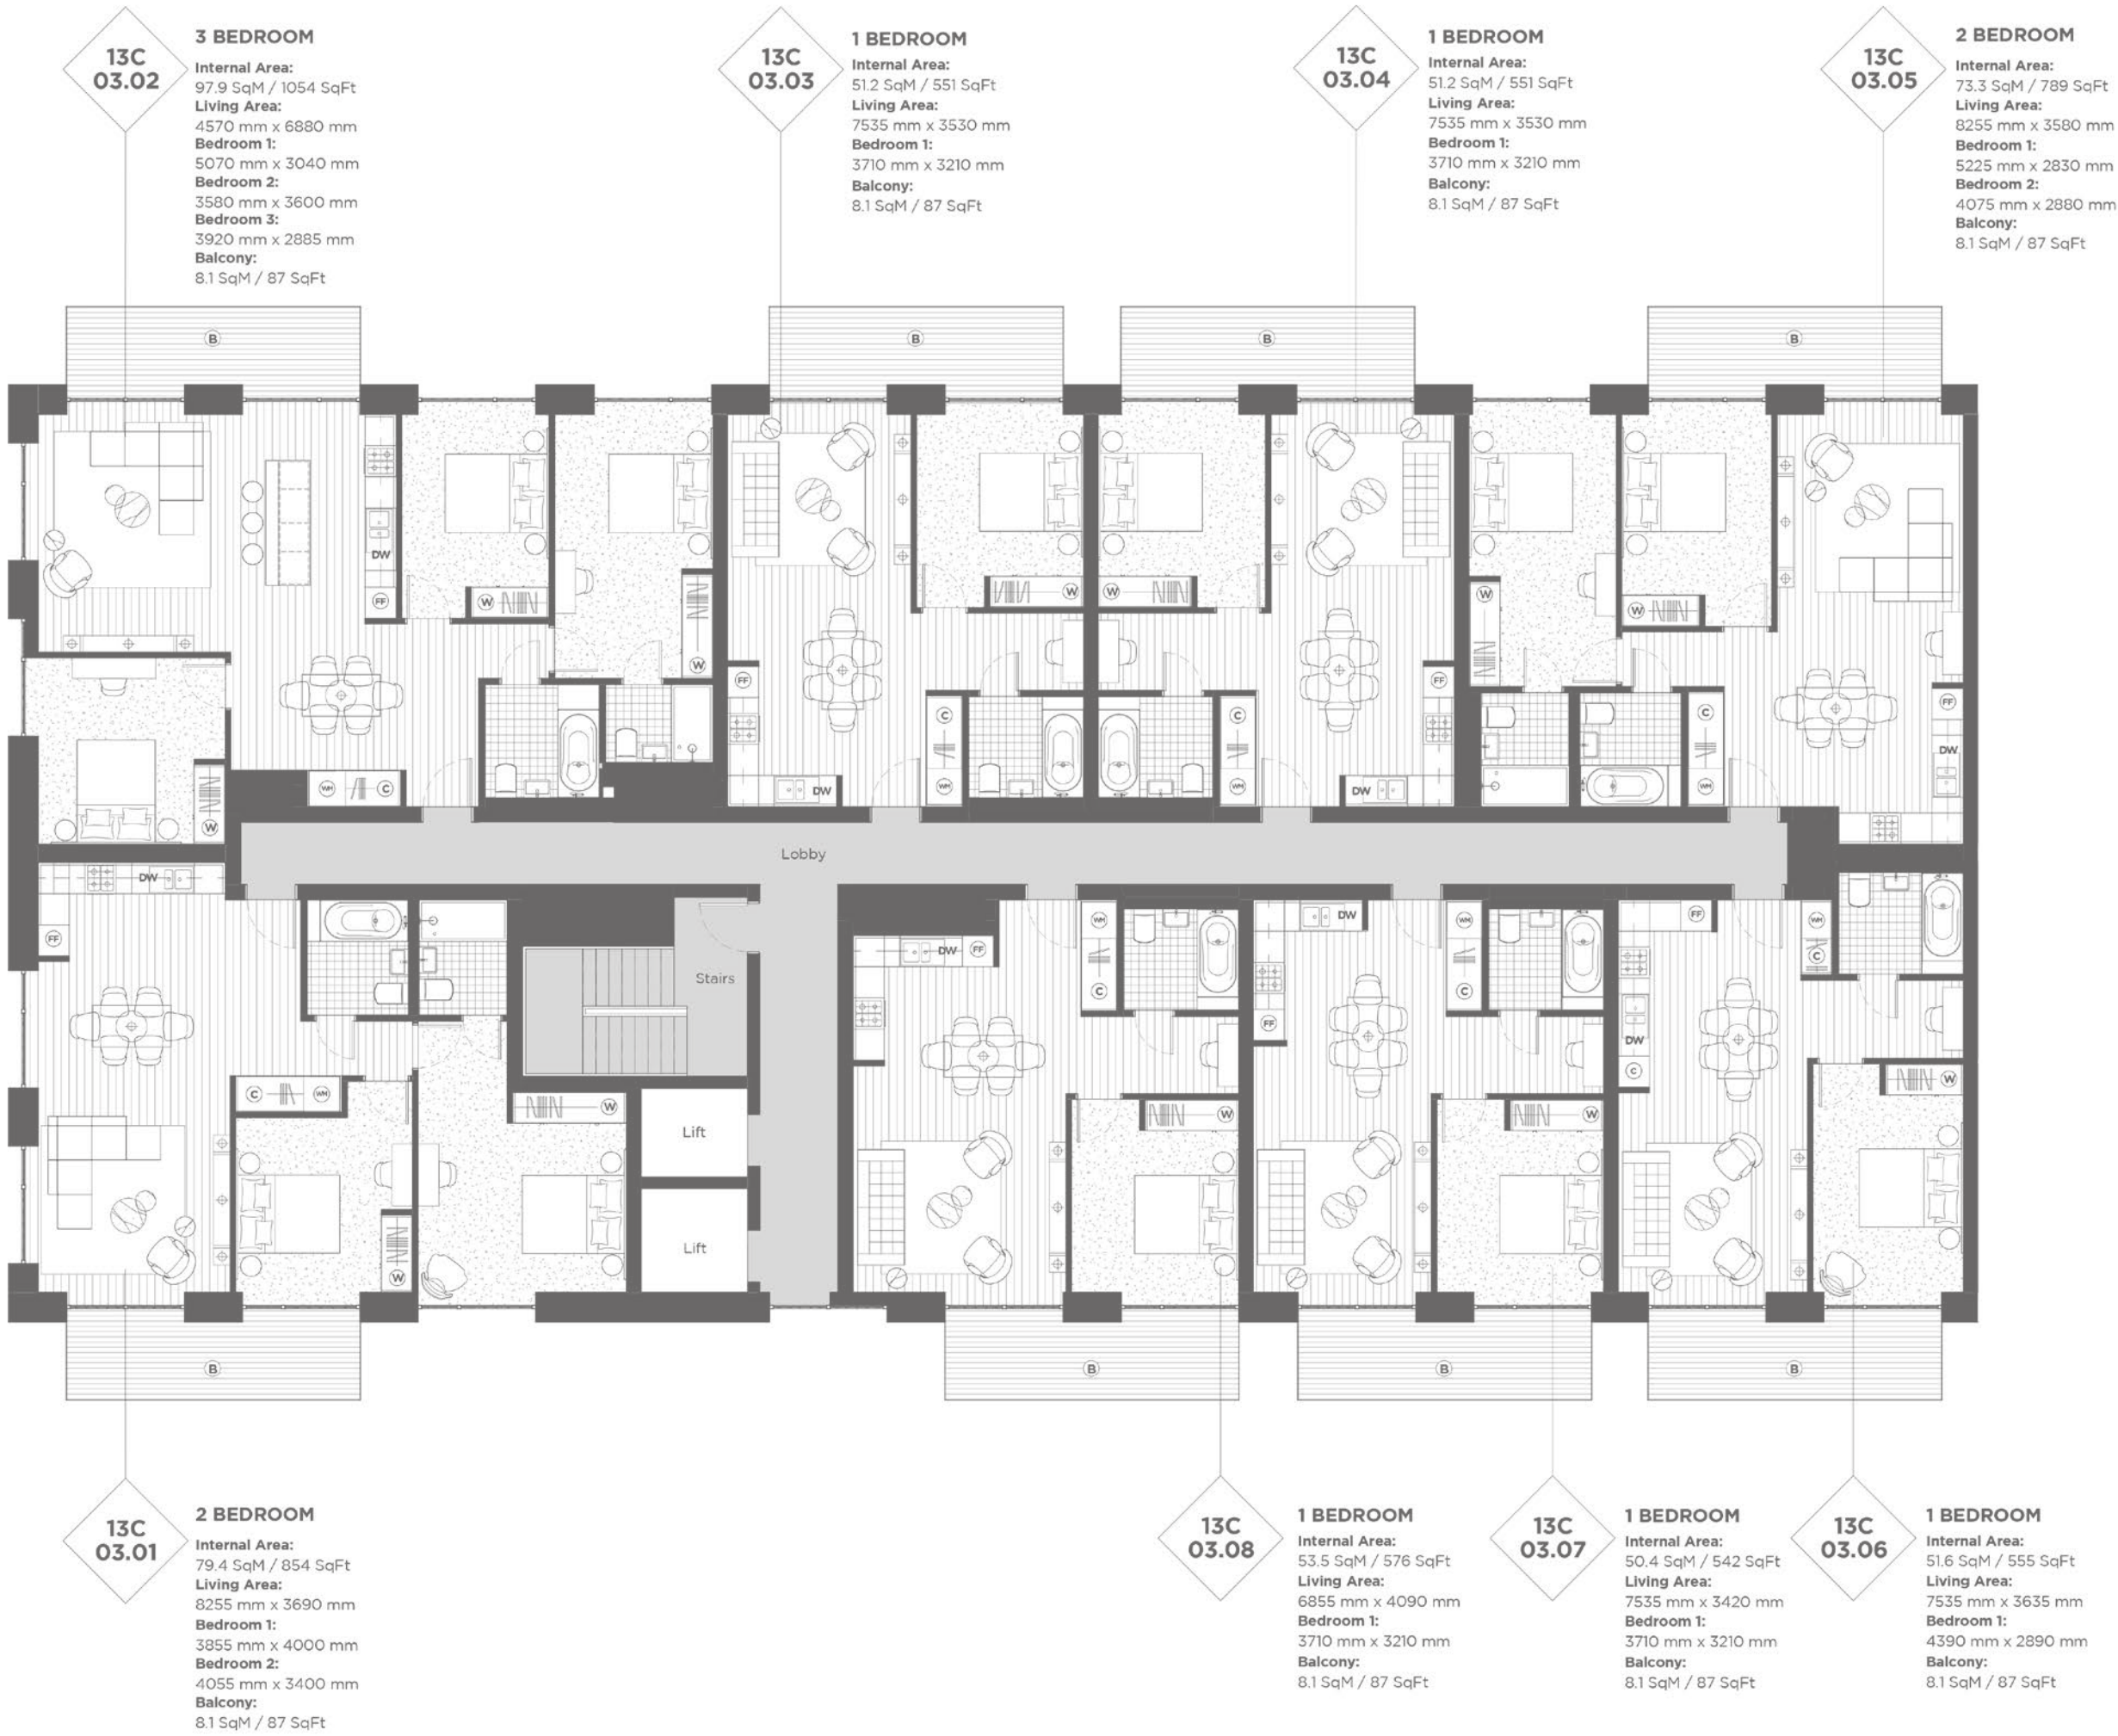 13C
03.02
3 BEDROOM
Internal Area:
97.9 SqM / 1054 SqFt
Living Area:
4570 mm x 6880 mm
Bedroom 1:
5070 mm x 3040 mm
Bedroom 2:
3580 mm x 3600 mm
Bedroom 3:
3920 mm x 2885 mm
Balcony:
8.1 SqM / 87 SqFt
13C
03.03
1 BEDROOM
Internal Area:
51.2 SqM / 551 SqFt
Living Area:
7535 mm x 3530 mm
Bedroom 1:
3710 mm x 3210 mm
Balcony:
8.1 SqM / 87 SqFt
13C
03.04
1 BEDROOM
Internal Area:
51.2 SqM / 551 SqFt
Living Area:
7535 mm x 3530 mm
Bedroom 1:
3710 mm x 3210 mm
Balcony:
8.1 SqM / 87 SqFt
13C
03.05
2 BEDROOM
Internal Area:
73.3 SqM / 789 SqFt
Living Area:
8255 mm x 3580 mm
Bedroom 1:
5225 mm x 2830 mm
Bedroom 2:
4075 mm x 2880 mm
Balcony:
8.1 SqM / 87 SqFt
B
B
B
B
DW
FF
W
W
W
W
W
W
FF
FF
FF
C
C
C
DW
WM
C
W
DW
WM
WM
DW
WM
Lobby
DW
FF
Stairs
C
WM
Lift
W
Lift
W
DW
FF
WM
C
W
DW
WM
C
FF
W
FF
WM
C
DW
C
W
B
B
B
B
13C
03.01
2 BEDROOM
Internal Area:
79.4 SqM / 854 SqFt
Living Area:
8255 mm x 3690 mm
Bedroom 1:
3855 mm x 4000 mm
Bedroom 2:
4055 mm x 3400 mm
Balcony:
8.1 SqM / 87 SqFt
13C
03.08
1 BEDROOM
Internal Area:
53.5 SqM / 576 SqFt
Living Area:
6855 mm x 4090 mm
Bedroom 1:
3710 mm x 3210 mm
Balcony:
8.1 SqM / 87 SqFt
13C
03.07
1 BEDROOM
Internal Area:
50.4 SqM / 542 SqFt
Living Area:
7535 mm x 3420 mm
Bedroom 1:
3710 mm x 3210 mm
Balcony:
8.1 SqM / 87 SqFt
13C
03.06
1 BEDROOM
Internal Area:
51.6 SqM / 555 SqFt
Living Area:
7535 mm x 3635 mm
Bedroom 1:
4390 mm x 2890 mm
Balcony:
8.1 SqM / 87 SqFt